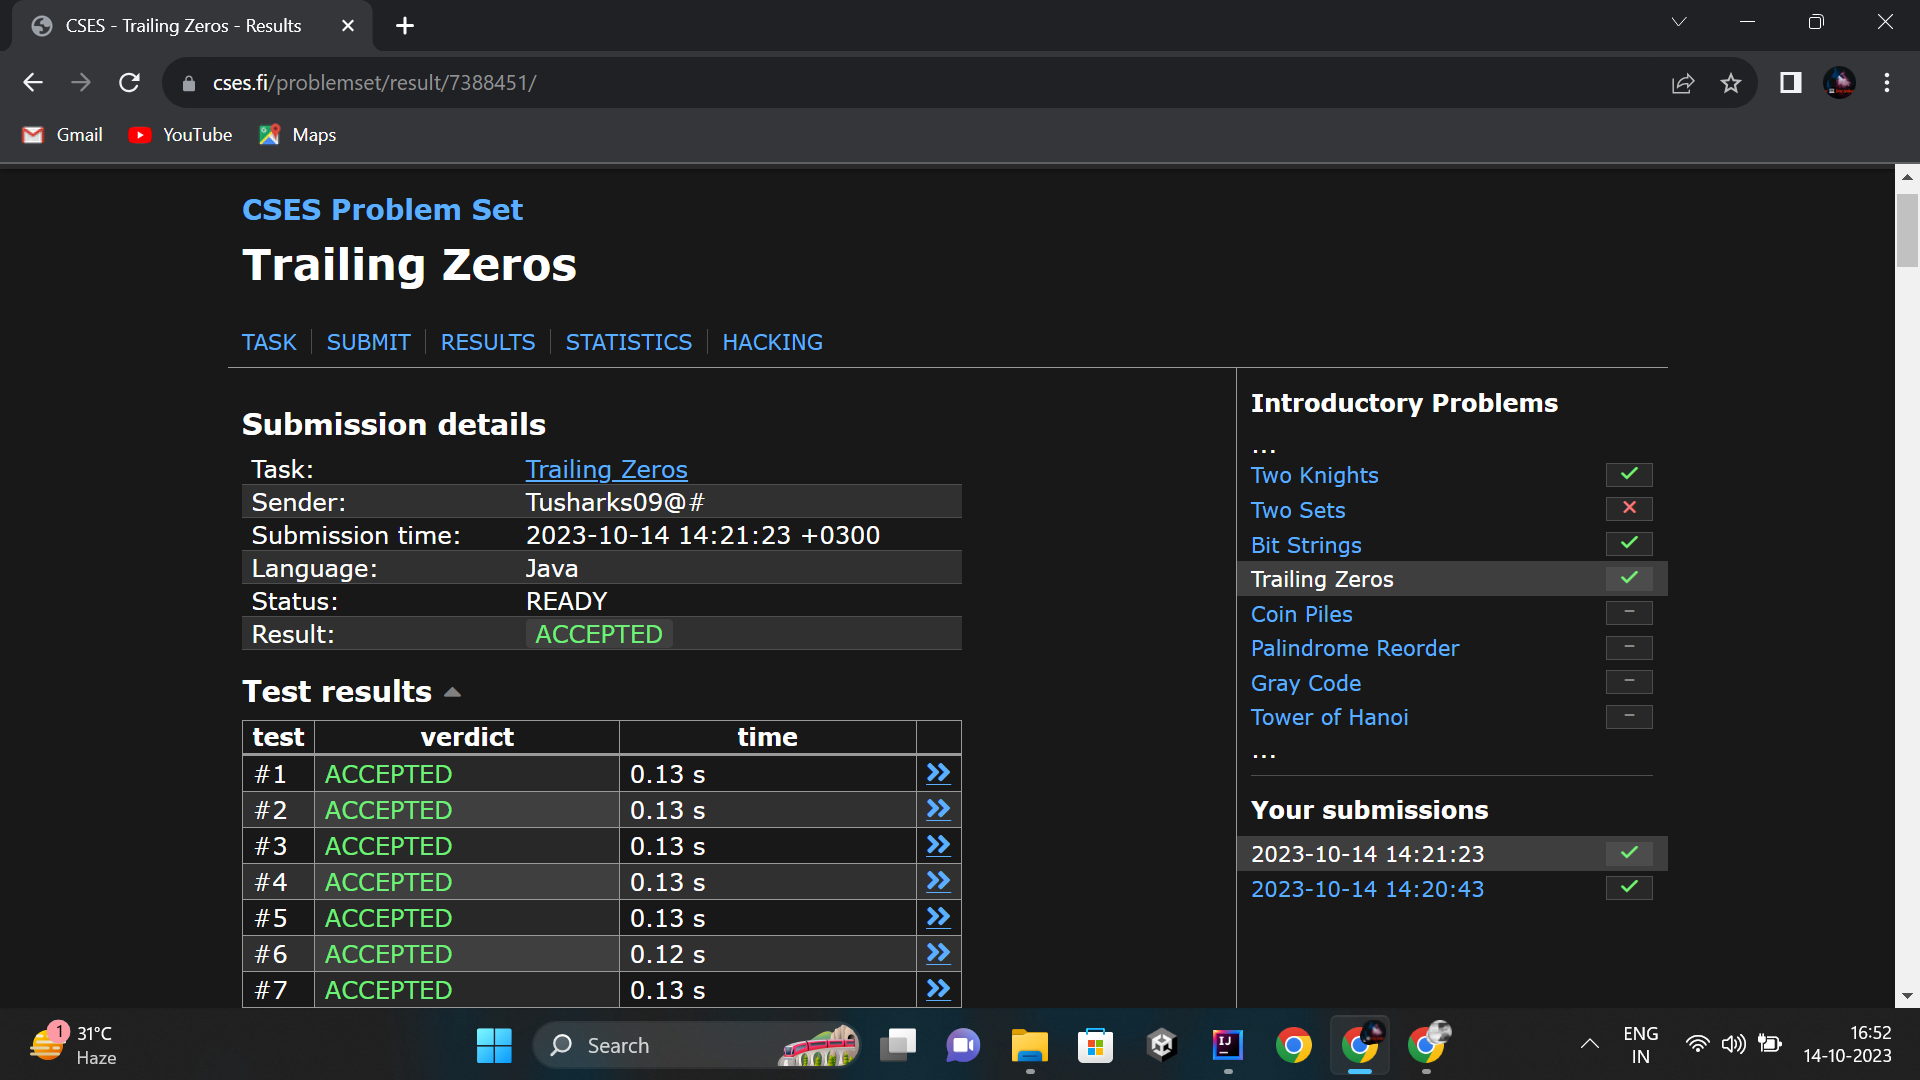 CSES - Trailing Zeros - Results
cses.fi/problemset/result/7388451/
Gmail YouTube Maps
CSES Problem Set
Trailing Zeros
TASK SUBMIT RESULTS STATISTICS HACKING
Submission details
Task: Trailing Zeros
Sender: Tusharks09@#
Submission time: 2023-10-14 14:21:23 +0300
Language: Java
Status: READY
Result: ACCEPTED
Test results
test verdict time
#1 ACCEPTED 0.13 s
#2 ACCEPTED 0.13 s
#3 ACCEPTED 0.13 s
#4 ACCEPTED 0.13 s
#5 ACCEPTED 0.13 s
#6 ACCEPTED 0.12 s
#7 ACCEPTED 0.13 s
Introductory Problems
...
Two Knights
Two Sets
Bit Strings
Trailing Zeros
Coin Piles
Palindrome Reorder
Gray Code
Tower of Hanoi
...
Your submissions
2023-10-14 14:21:23
2023-10-14 14:20:43
1
31°C
Haze
Search
IJ
ENG
IN
16:52
14-10-2023